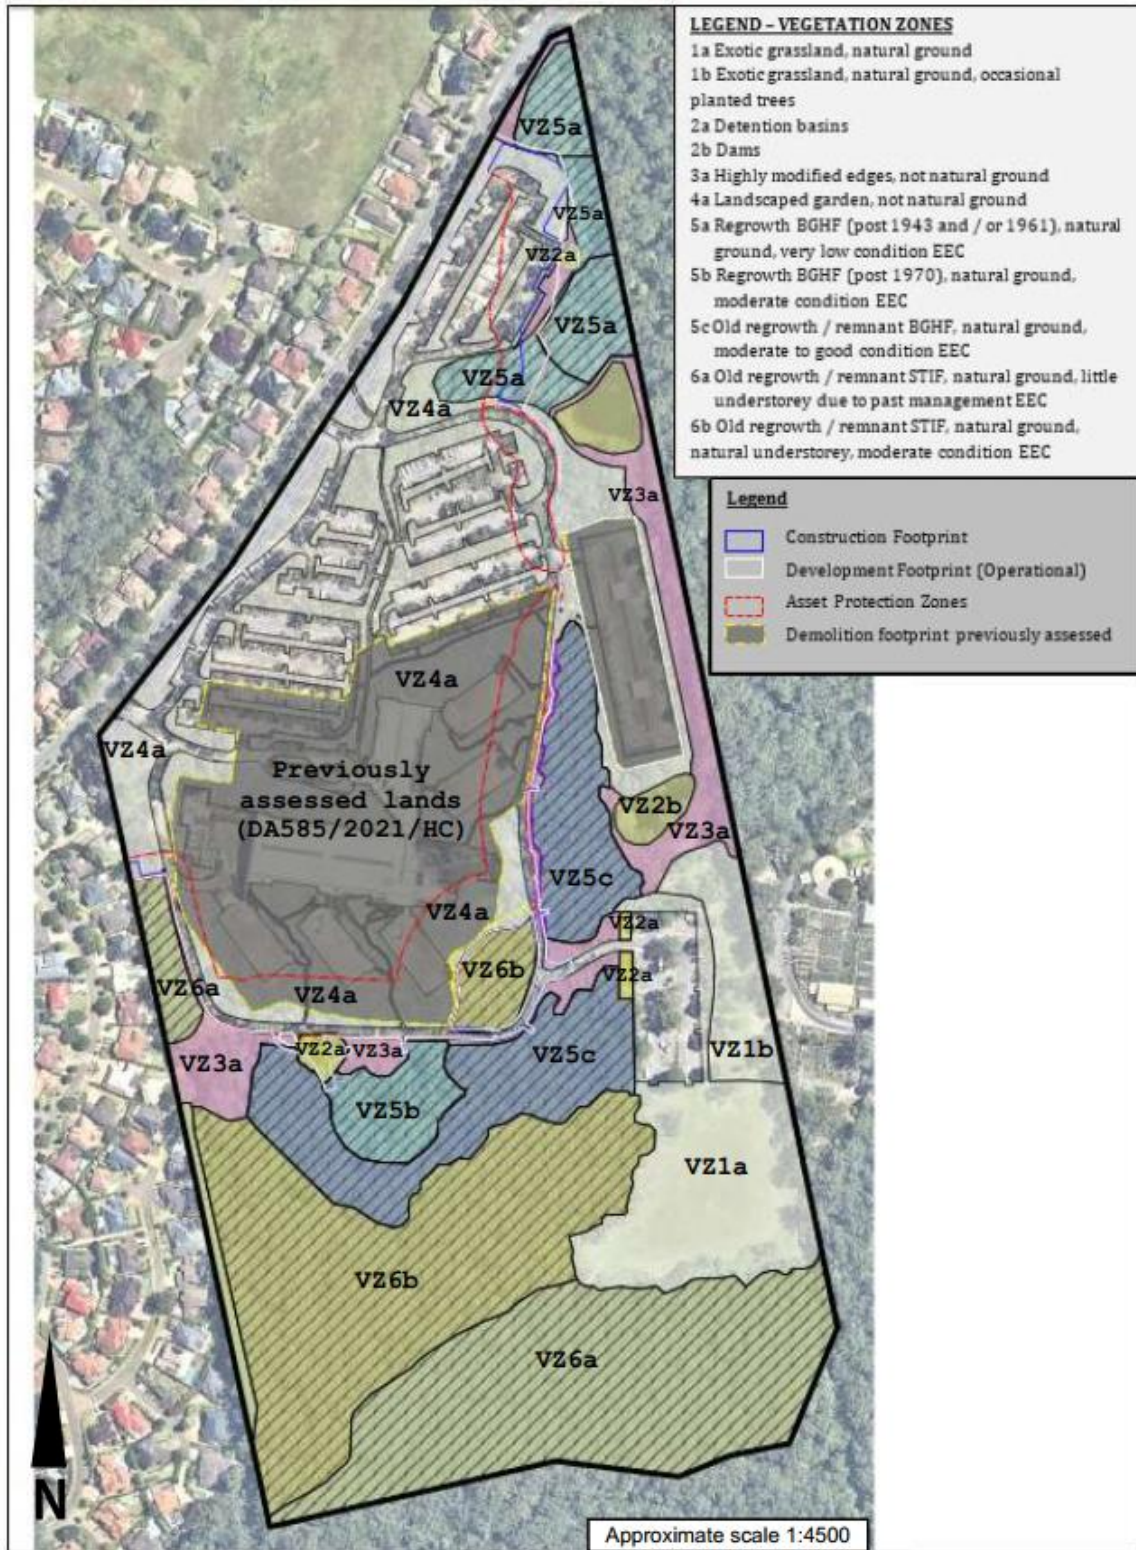 LEGEND – VEGETATION ZONES
1a Exotic grassland, natural ground
1b Exotic grassland, natural ground, occasional
planted trees
2a Detention basins
2b Dams
3a Highly modified edges, not natural ground
4a Landscaped garden, not natural ground
5a Regrowth BGHF (post 1943 and / or 1961), natural
ground, very low condition EEC
5b Regrowth BGHF (post 1970), natural ground,
moderate condition EEC
5c Old regrowth / remnant BGHF, natural ground,
moderate to good condition EEC
6a Old regrowth / remnant STIF, natural ground, little
understorey due to past management EEC
6b Old regrowth / remnant STIF, natural ground,
natural understorey, moderate condition EEC
Legend
Construction Footprint
Development Footprint (Operational)
Asset Protection Zones
Demolition footprint previously assessed
VZ5a
VZ5a
VZ2a
VZ5a
VZ5a
VZ4a
VZ3a
VZ4a
VZ4a
Previously
assessed lands
(DA585/2021/HC)
VZ2b
VZ3a
VZ5c
VZ4a
VZ2a
VZ6b
VZ2a
VZ6a
VZ4a
VZ2a
VZ3a
VZ3a
VZ5c
VZ1b
VZ5b
VZ1a
VZ6b
VZ6a
N
Approximate scale 1:4500